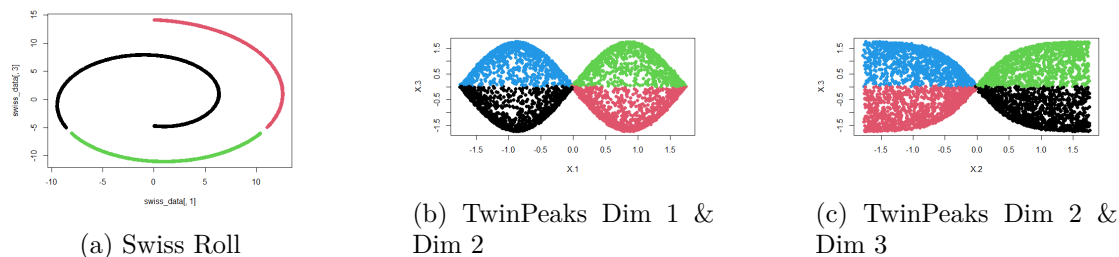 15
10
5
0
-5
-10
swiss_data[, 3]
-10 -5 0 5 10
swiss_data[, 1]
(a) Swiss Roll
1.5
0.5
-0.5
-1.5
X.3
-1.5 -1.0 -0.5 0.0 0.5 1.0 1.5
X.1
(b) TwinPeaks Dim 1 &
Dim 2
1.5
0.5
-0.5
-1.5
X.3
-1.5 -1.0 -0.5 0.0 0.5 1.0 1.5
X.2
(c) TwinPeaks Dim 2 &
Dim 3